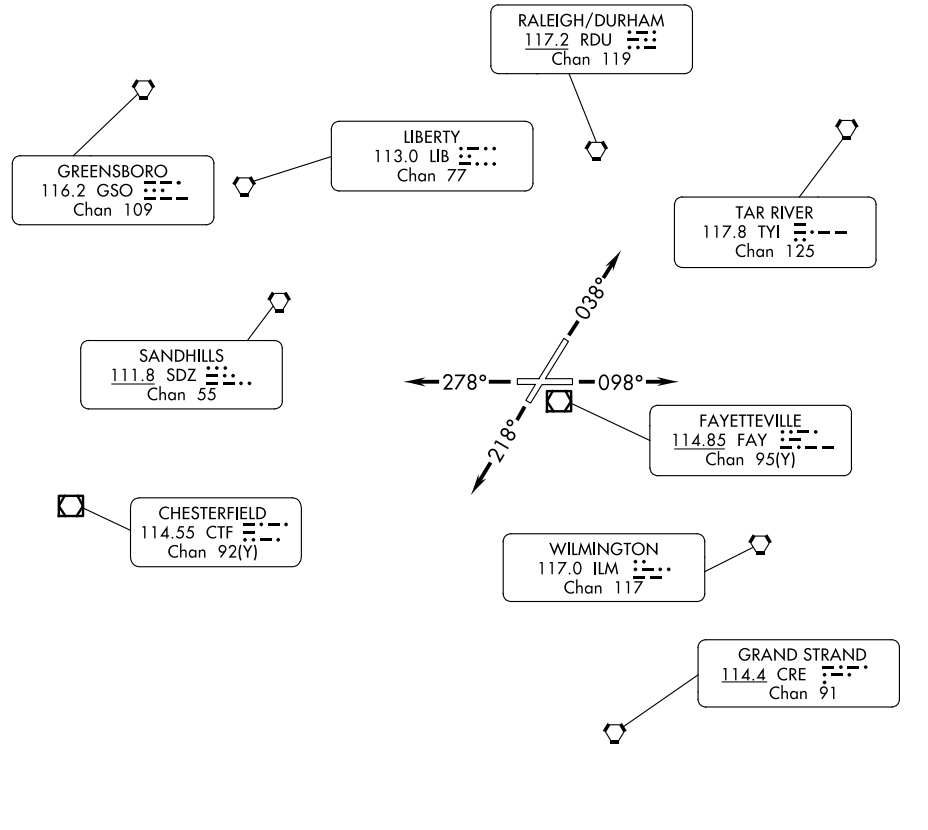 RALEIGH/DURHAM
117.2 RDU
Chan 119
LIBERTY
113.0 LIB
Chan 77
GREENSBORO
116.2 GSO
Chan 109
TAR RIVER
117.8 TYI
Chan 125
038°
SANDHILLS
111.8 SDZ
Chan 55
278°
098°
218°
FAYETTEVILLE
114.85 FAY
Chan 95(Y)
CHESTERFIELD
114.55 CTF
Chan 92(Y)
WILMINGTON
117.0 ILM
Chan 117
GRAND STRAND
114.4 CRE
Chan 91